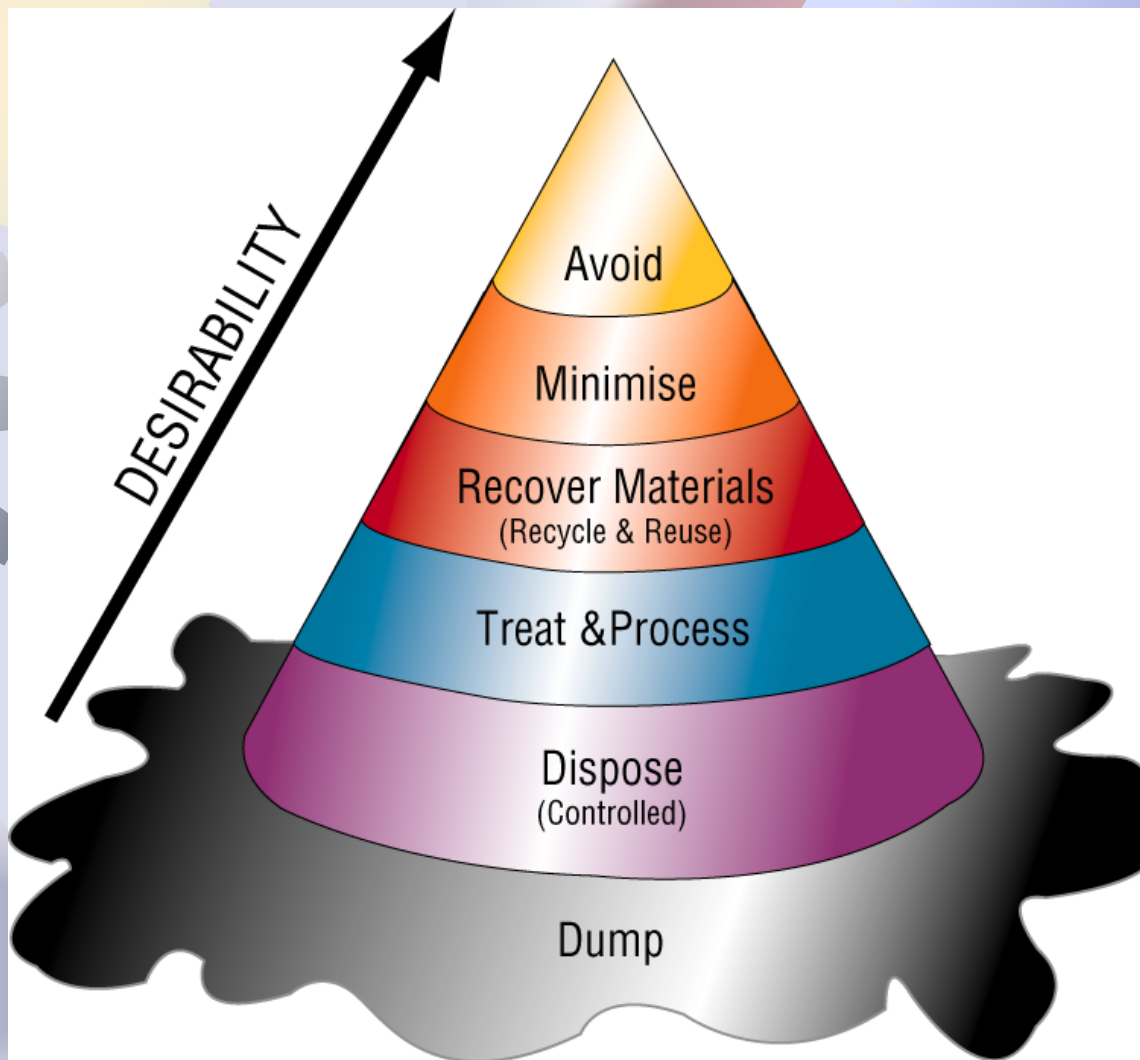 DESIRABILITY
Avoid
Minimise
Recover Materials
(Recycle & Reuse)
Treat &Process
Dispose
(Controlled)
Dump